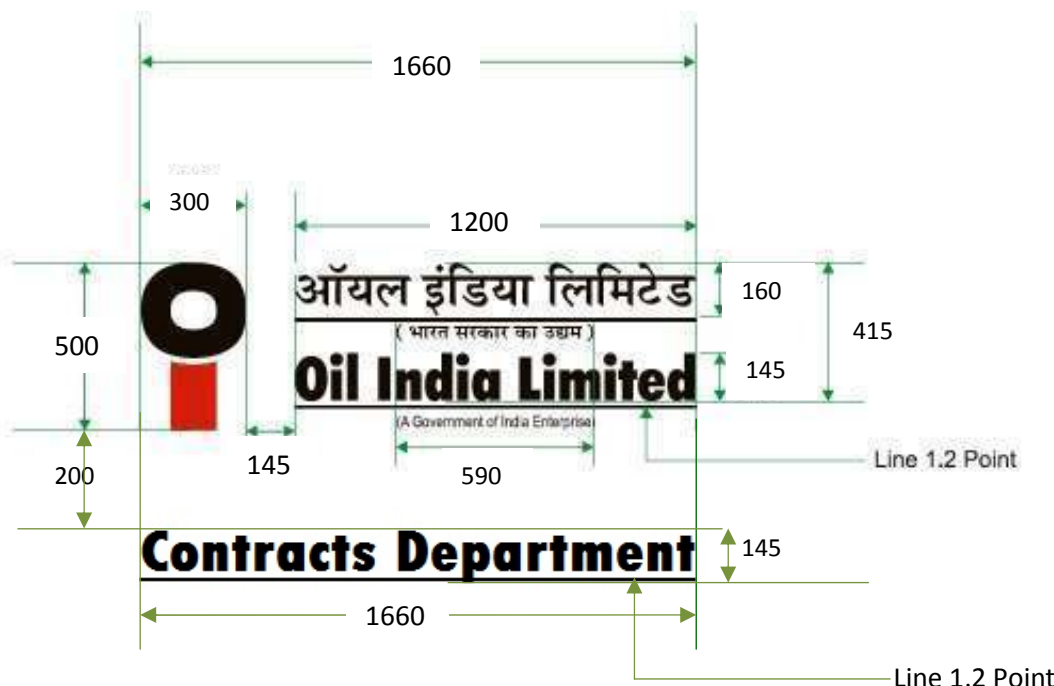 1660
300
1200
ऑयल इंडिया लिमिटेड
160
( भारत सरकार का उद्यम )
500
415
Oil India Limited
145
(A Government of India Enterprise)
Line 1.2 Point
200
145
590
Contracts Department
145
1660
Line 1.2 Point